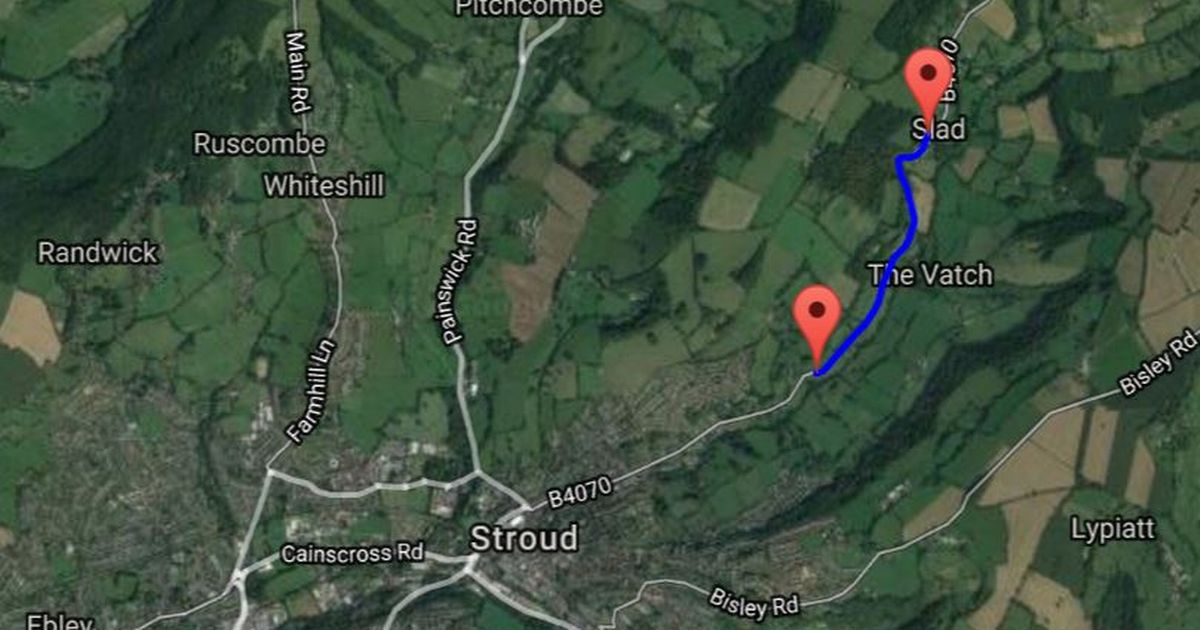 Pitchcombe
Main Rd
B4070
Slad
Ruscombe
Whiteshill
Randwick
Painswick Rd
The Vatch
Farmhill Ln
Bisley Rd
B4070
Stroud
Lypiatt
Cainscross Rd
Bisley Rd
Ebley